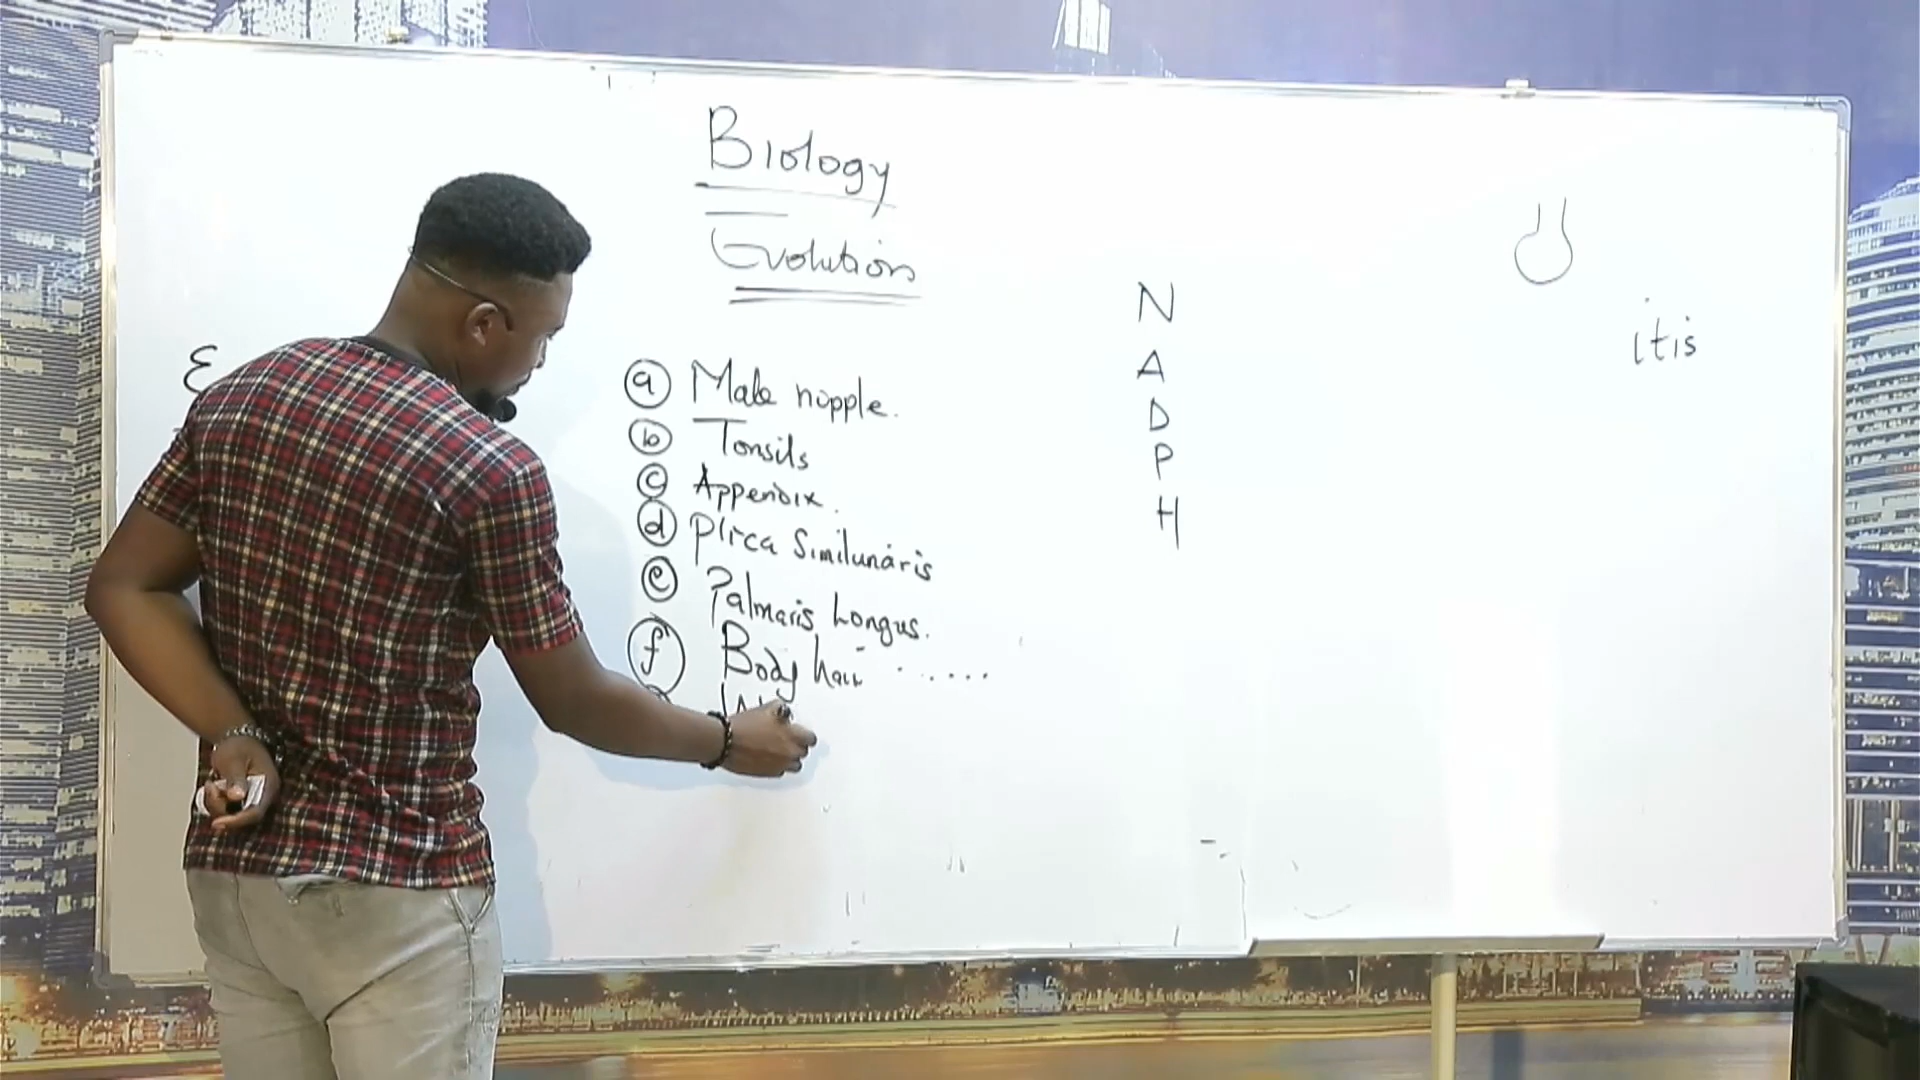 Biology
Evolution
ⓐ Male nipple.
ⓑ Tonsils
ⓒ Appendix.
ⓓ Plica Similunaris
ⓔ Palmaris Longus.
ⓕ Body hair ......
N
A
D
P
H
itis